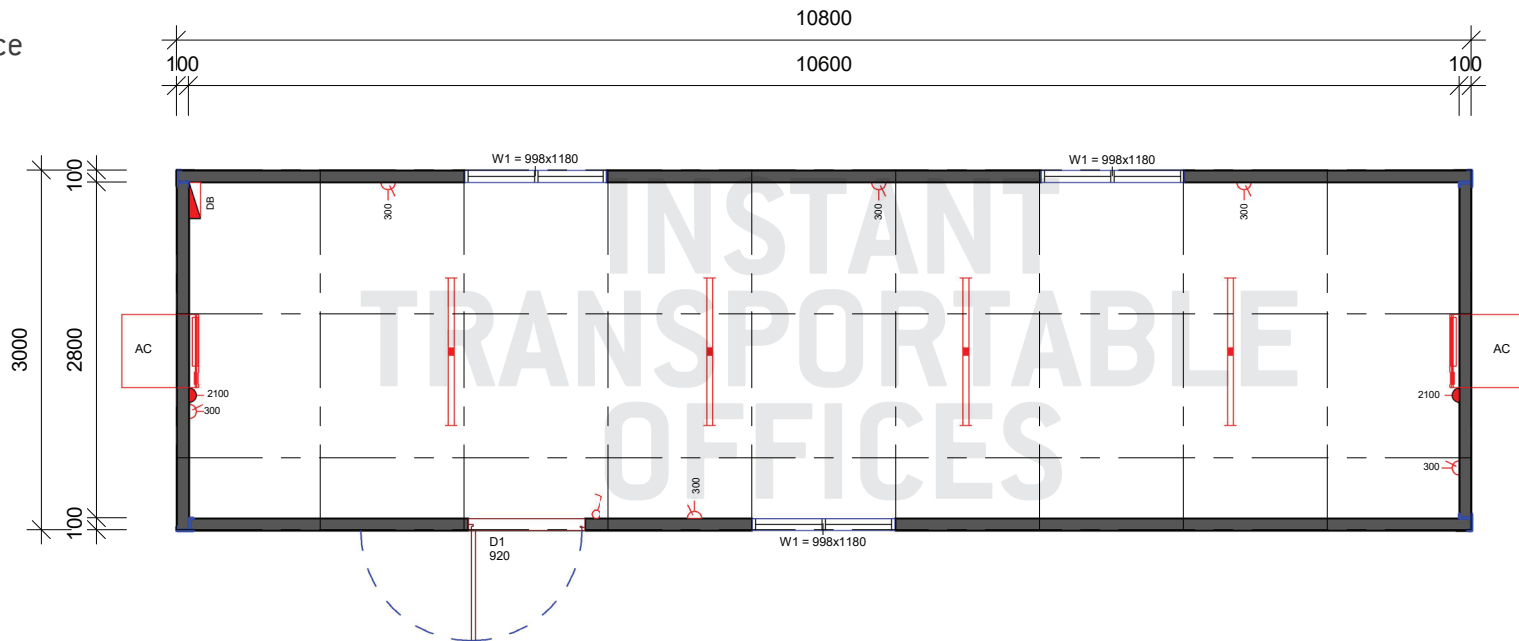 ce
10800
100
10600
100
3000
100
2800
100
W1 = 998x1180
W1 = 998x1180
DB
300
300
300
INSTANT
TRANSPORTABLE
OFFICES
AC
AC
2100
300
2100
300
300
D1
920
W1 = 998x1180